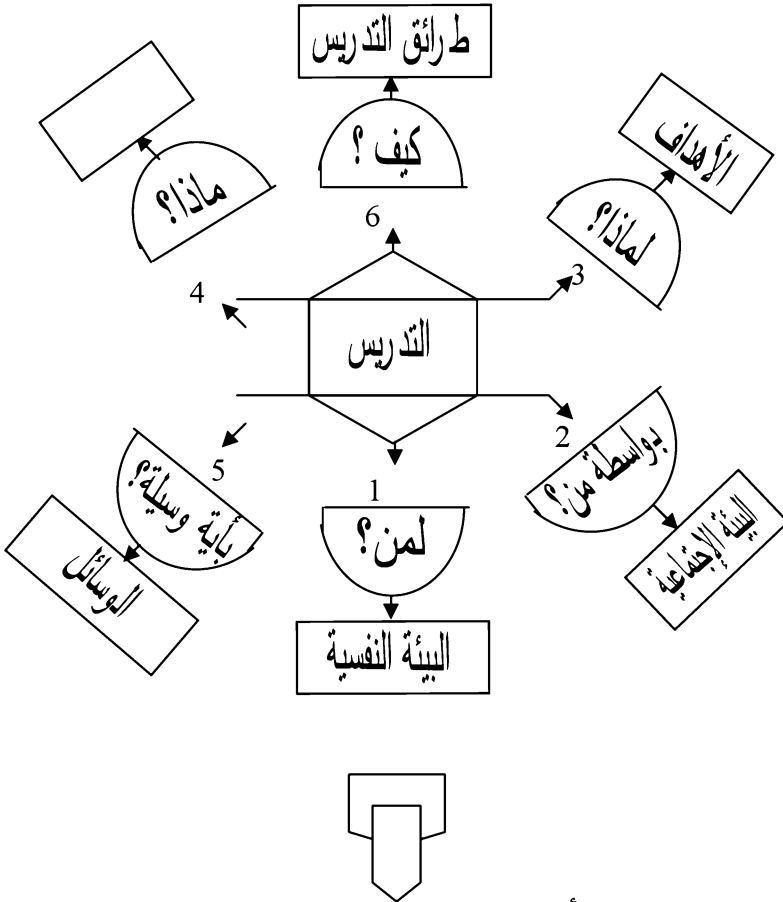 طرائق التدريس
كيف ؟
6
الأهداف
لماذا؟
3
ماذا؟
4
التدريس
بواسطة من؟
2
البيئة الإجتماعية
بأية وسيلة؟
5
الوسائل
1
لمن ؟
البيئة النفسية